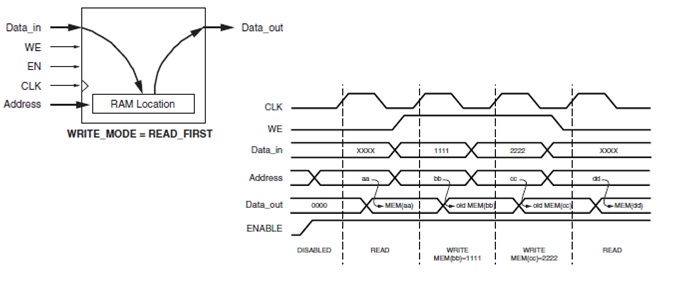 Data_in
Data_out
WE
EN
CLK
Address
RAM Location
WRITE_MODE = READ_FIRST
CLK
WE
Data_in XXXX 1111 2222 XXXX
Address aa bb cc dd
Data_out 0000 MEM(aa) old MEM(bb) old MEM(cc) MEM(dd)
ENABLE
DISABLED READ WRITE WRITE READ
MEM(bb)=1111 MEM(cc)=2222